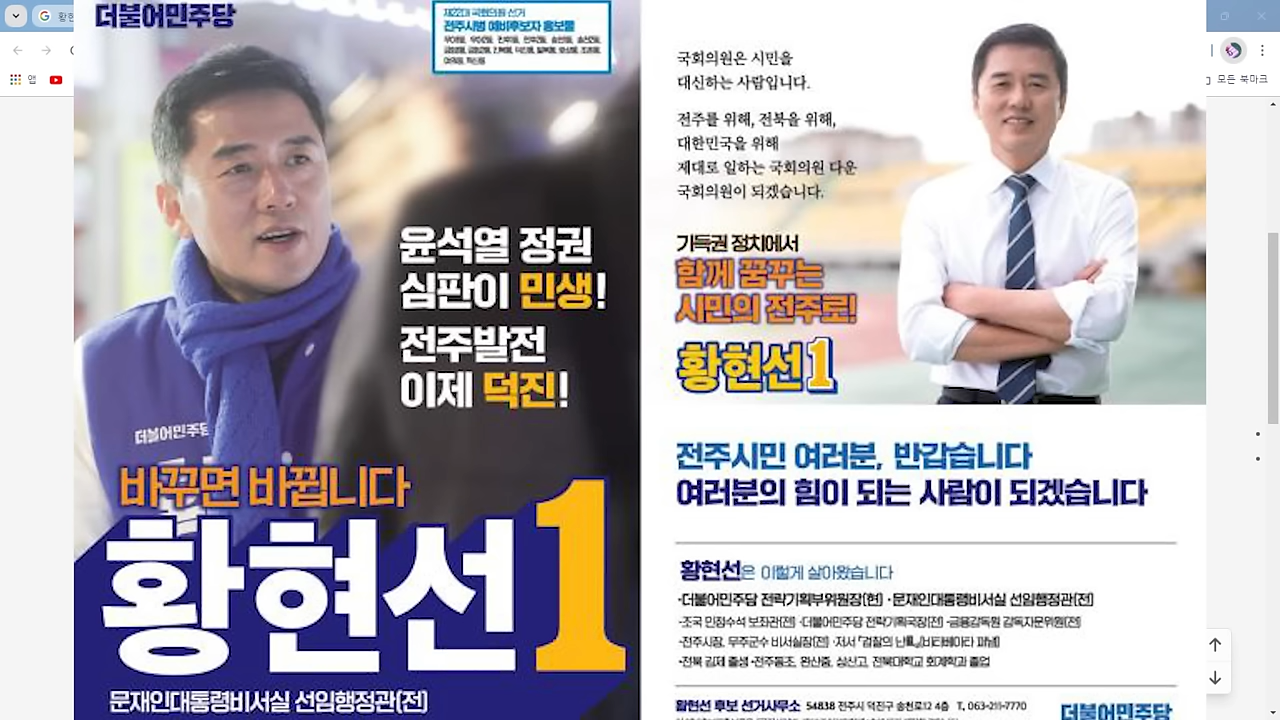 더불어민주당
제22대 국회의원 선거
전주시병 예비후보자 홍보물
윤석열 정권
심판이 민생!
전주발전
이제 덕진!
더불어민주당
바꾸면 바뀝니다
황현선 1
문재인대통령비서실 선임행정관(전)
국회의원은 시민을
대신하는 사람입니다.
전주를 위해, 전북을 위해,
대한민국을 위해
제대로 일하는 국회의원 다운
국회의원이 되겠습니다.
기득권 정치에서
함께 꿈꾸는
시민의 전주로!
황현선1
전주시민 여러분, 반갑습니다
여러분의 힘이 되는 사람이 되겠습니다
황현선은 이렇게 살아왔습니다
·더불어민주당 전략기획부위원장(현) ·문재인대통령비서실 선임행정관(전)
·조국 민정수석 보좌관(전) ·더불어민주당 전략기획국장(전) ·금융감독원 감독자문위원(전)
·전주시장, 무주군수 비서실장(전) ·저서 「검찰의 난
·전북 김제 출생 ·전주동초, 완산중, 상산고, 전북대학교 회계학과 졸업
황현선 후보 선거사무소 54838 전주시 덕진구 송천로12 4층 T. 063-211-7770
더불어민주당
앱
모든 북마크